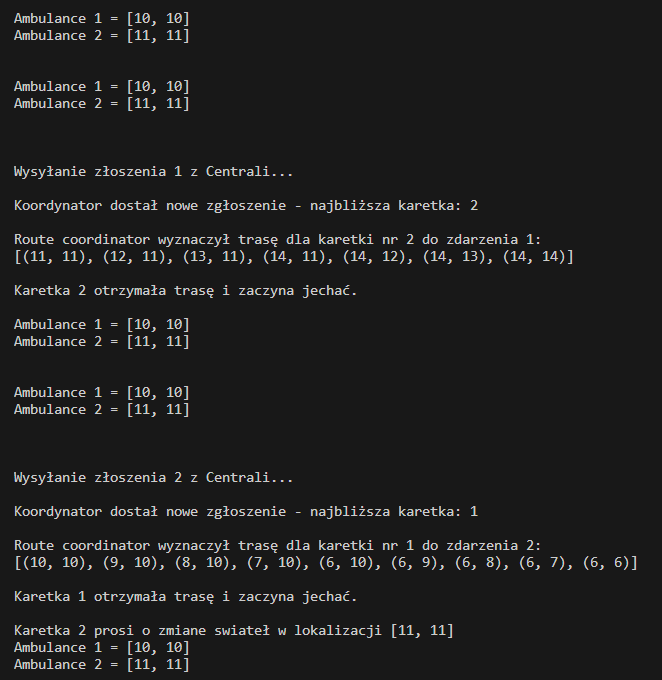 Ambulance 1 = [10, 10]
Ambulance 2 = [11, 11]
Ambulance 1 = [10, 10]
Ambulance 2 = [11, 11]
Wysyłanie złoszenia 1 z Centrali...
Koordynator dostał nowe zgłoszenie - najbliższa karetka: 2
Route coordinator wyznaczył trasę dla karetki nr 2 do zdarzenia 1:
[(11, 11), (12, 11), (13, 11), (14, 11), (14, 12), (14, 13), (14, 14)]
Karetka 2 otrzymała trasę i zaczyna jechać.
Ambulance 1 = [10, 10]
Ambulance 2 = [11, 11]
Ambulance 1 = [10, 10]
Ambulance 2 = [11, 11]
Wysyłanie złoszenia 2 z Centrali...
Koordynator dostał nowe zgłoszenie - najbliższa karetka: 1
Route coordinator wyznaczył trasę dla karetki nr 1 do zdarzenia 2:
[(10, 10), (9, 10), (8, 10), (7, 10), (6, 10), (6, 9), (6, 8), (6, 7), (6, 6)]
Karetka 1 otrzymała trasę i zaczyna jechać.
Karetka 2 prosi o zmiane swiateł w lokalizacji [11, 11]
Ambulance 1 = [10, 10]
Ambulance 2 = [11, 11]